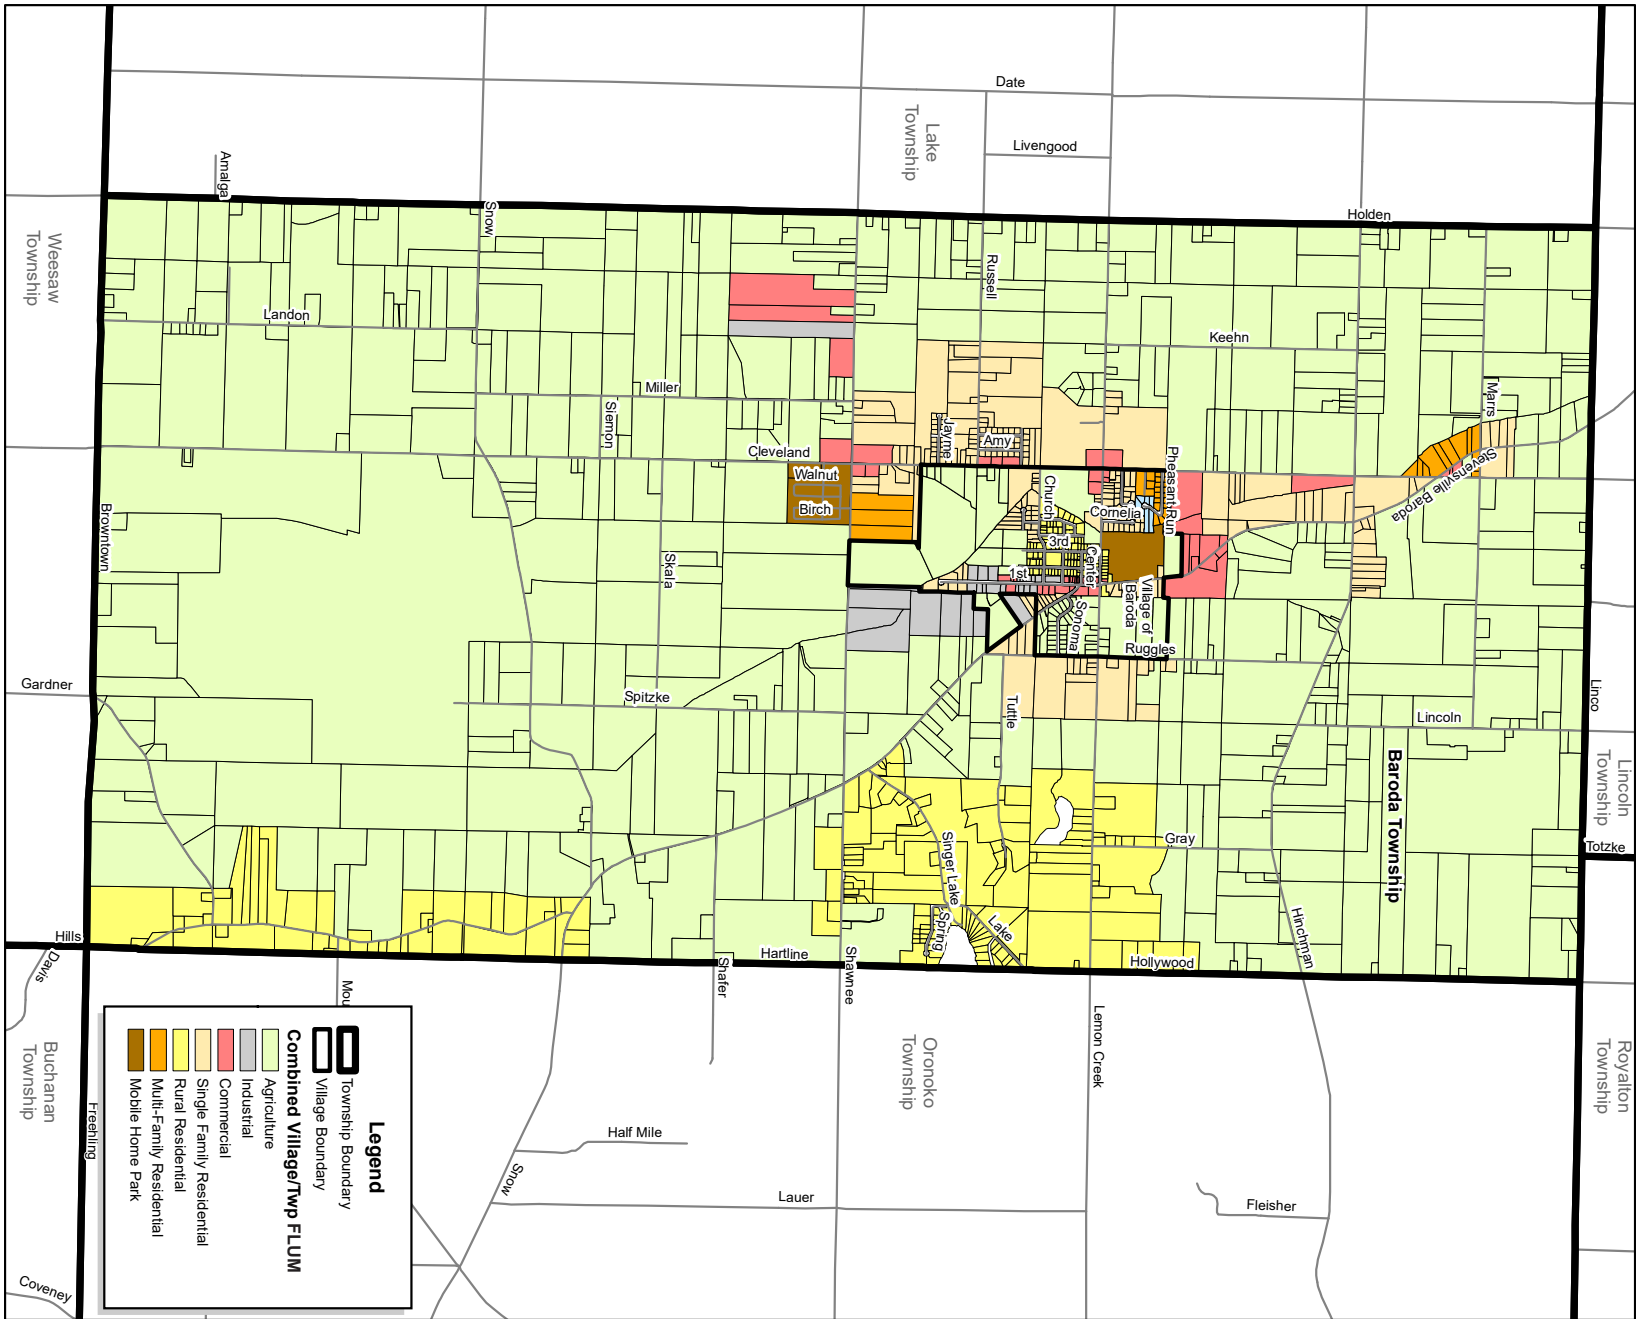 Date
Lake
Township
Livengood
Amalga
Snow
Holden
Weesaw
Township
Russell
Landon
Keehn
Miller
Siemon
Marrs
Jayme
Amy
Cleveland
Walnut
Birch
Church
Pheasant Run
Stevensville Baroda
Cornelia
3rd
Center
1st
Browntown
Skala
Village of
Baroda
Sonoma
Ruggles
Gardner
Spitzke
Tuttle
Lincoln
Linco
Lincoln
Township
Baroda Township
Gray
Totzke
Singer Lake
Spring
Lake
Hinchman
Hills
Davis
Hartline
Shafer
Shawnee
Hollywood
Mou
Lemon Creek
Oronoko
Township
Royalton
Township
Buchanan
Township
Freehling
Half Mile
Snow
Lauer
Fleisher
Coveney
Legend
Township Boundary
Village Boundary
Combined Village/Twp FLUM
Agriculture
Industrial
Commercial
Single Family Residential
Rural Residential
Multi-Family Residential
Mobile Home Park